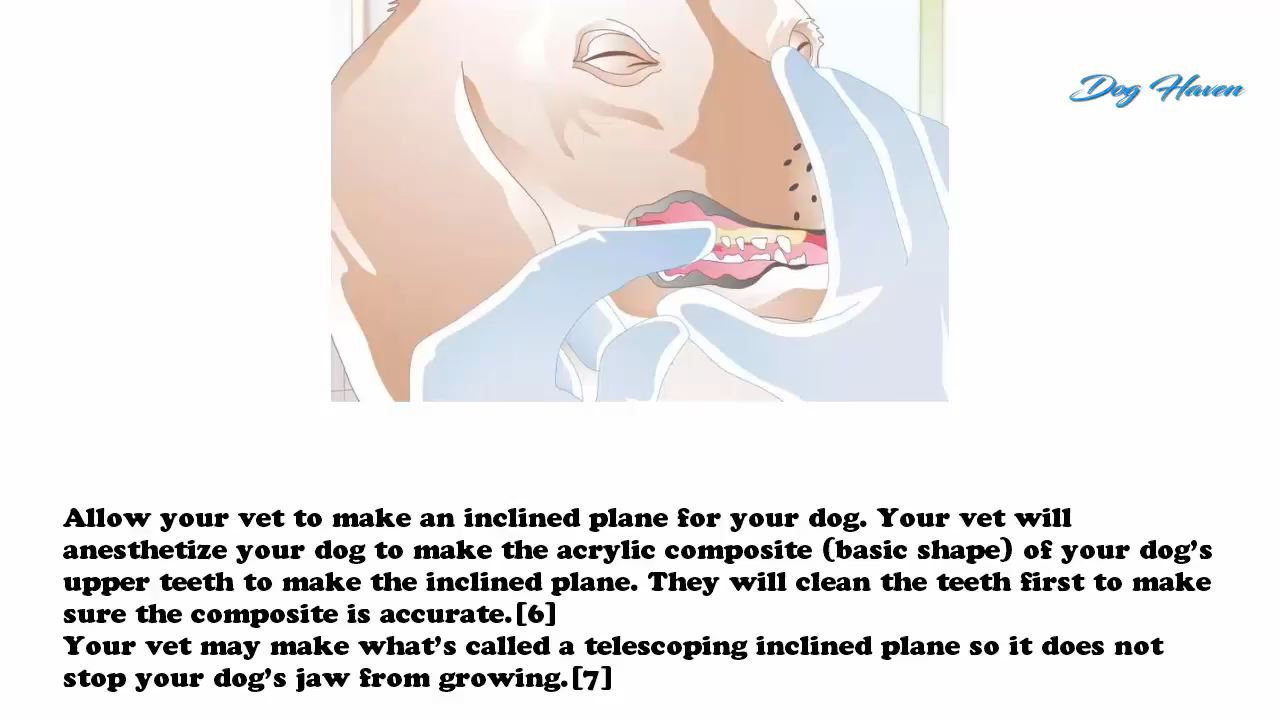 Dog Haven
Allow your vet to make an inclined plane for your dog. Your vet will
anesthetize your dog to make the acrylic composite (basic shape) of your dog's
upper teeth to make the inclined plane. They will clean the teeth first to make
sure the composite is accurate.[6]
Your vet may make what's called a telescoping inclined plane so it does not
stop your dog's jaw from growing.[7]